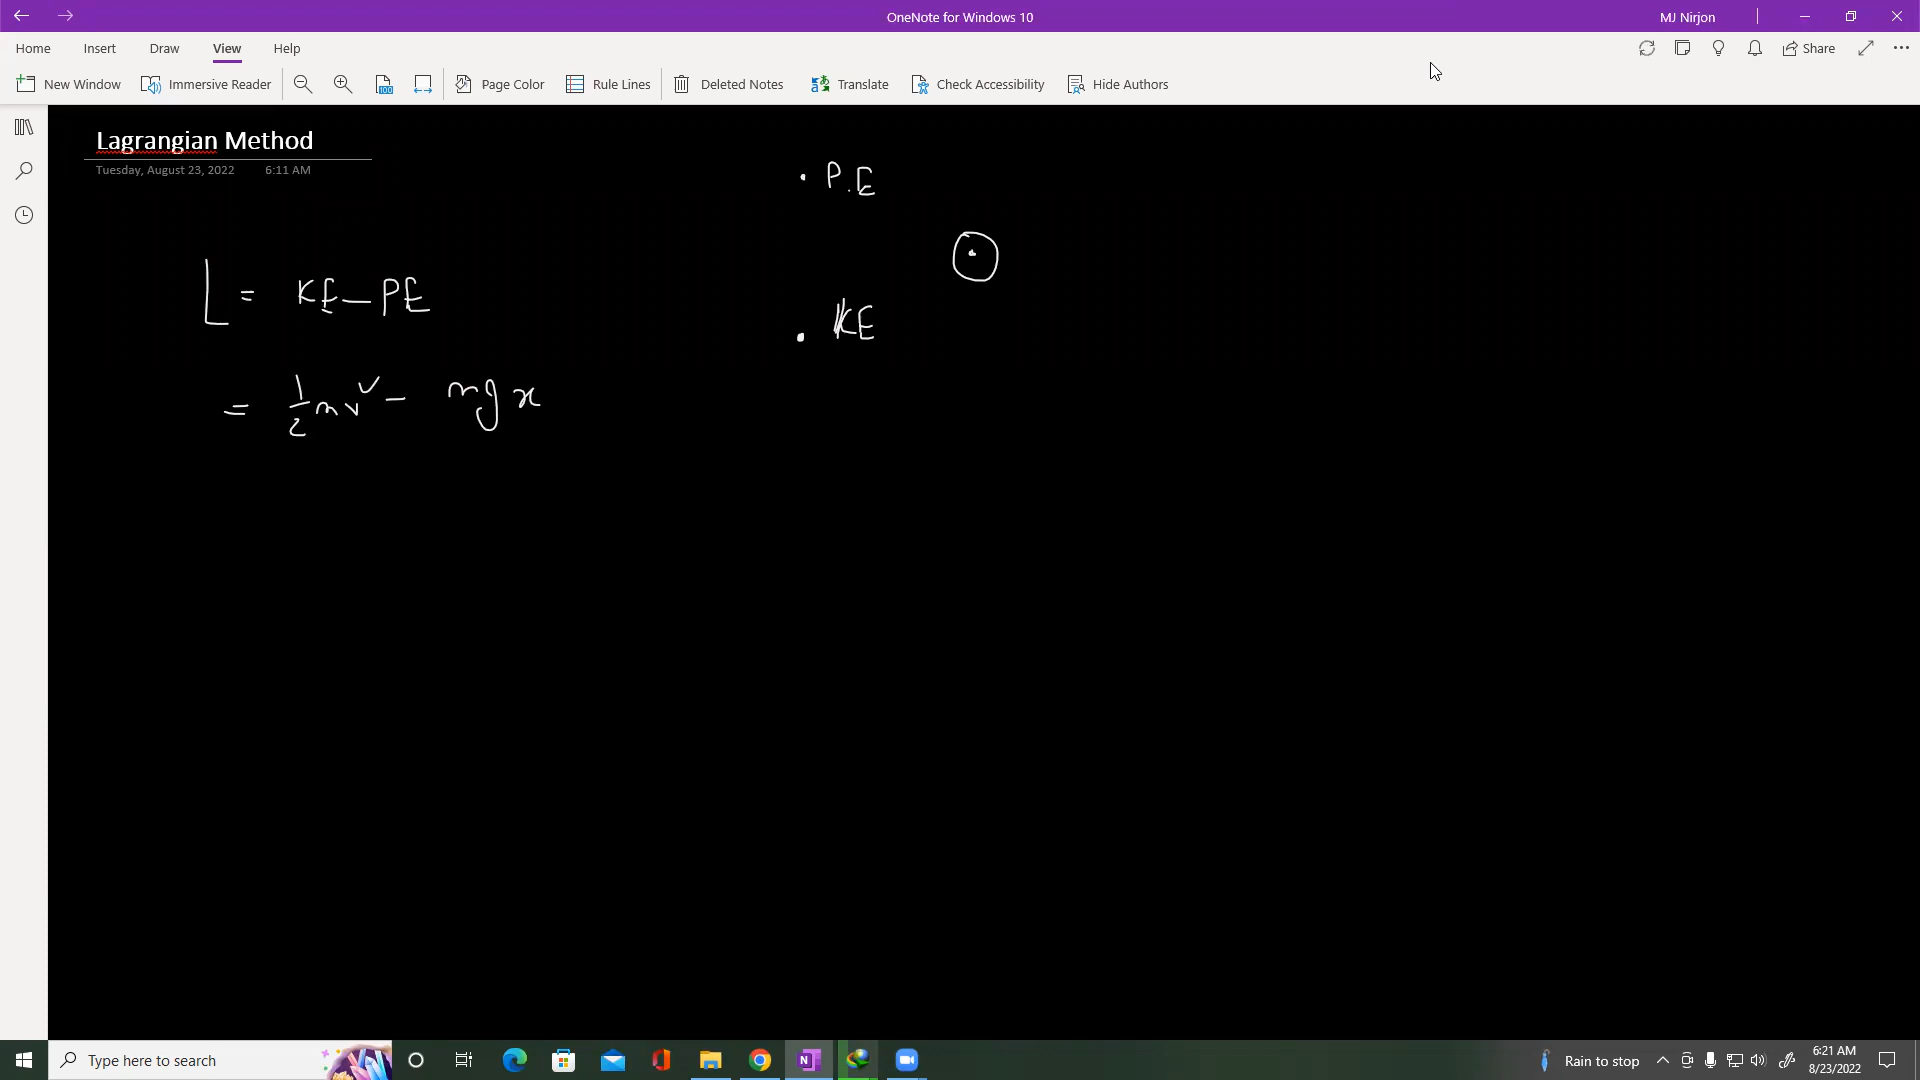 OneNote for Windows 10
MJ Nirjon
Home Insert Draw View Help
Share
New Window Immersive Reader 100 Page Color Rule Lines Deleted Notes Translate Check Accessibility Hide Authors
Lagrangian Method
Tuesday, August 23, 2022 6:11 AM
. P.E
L = KE - PE
. KE
= 1/2 mv² - mg x
Type here to search
Rain to stop
6:21 AM
8/23/2022